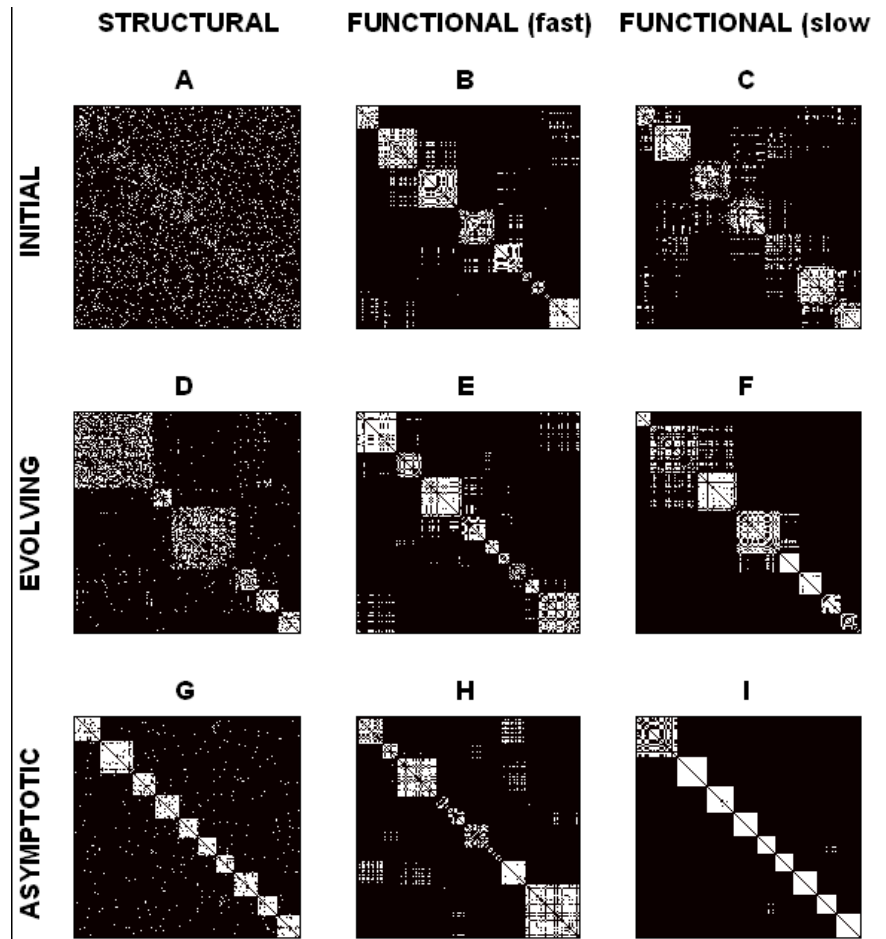 STRUCTURAL FUNCTIONAL (fast) FUNCTIONAL (slow
A B C
INITIAL
D E F
EVOLVING
G H I
ASYMPTOTIC